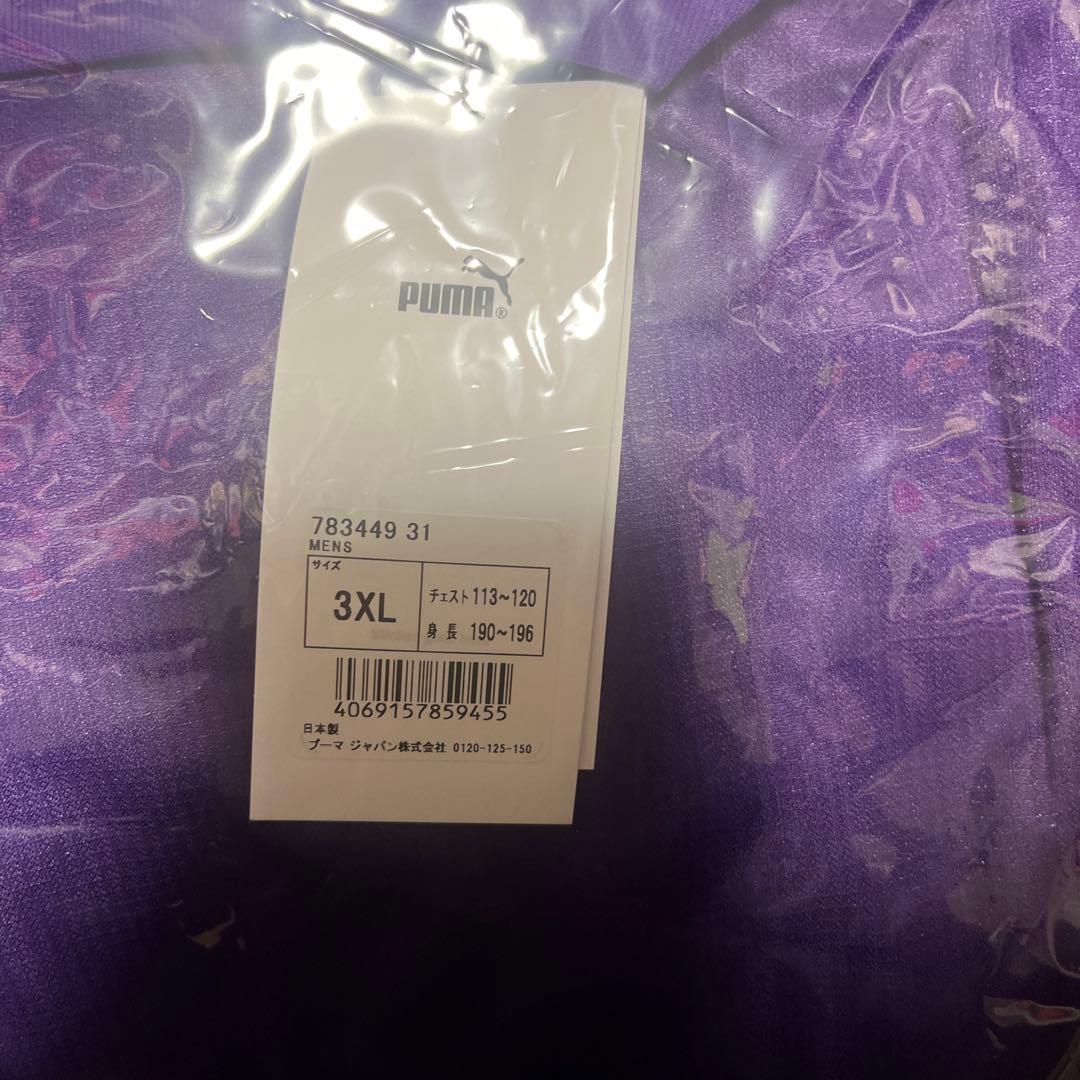 PUMA®
783449 31
MENS
サイズ
3XL
チェスト 113~120
身長 190~196
4069157859455
日本製
プーマ ジャパン株式会社 0120-125-150